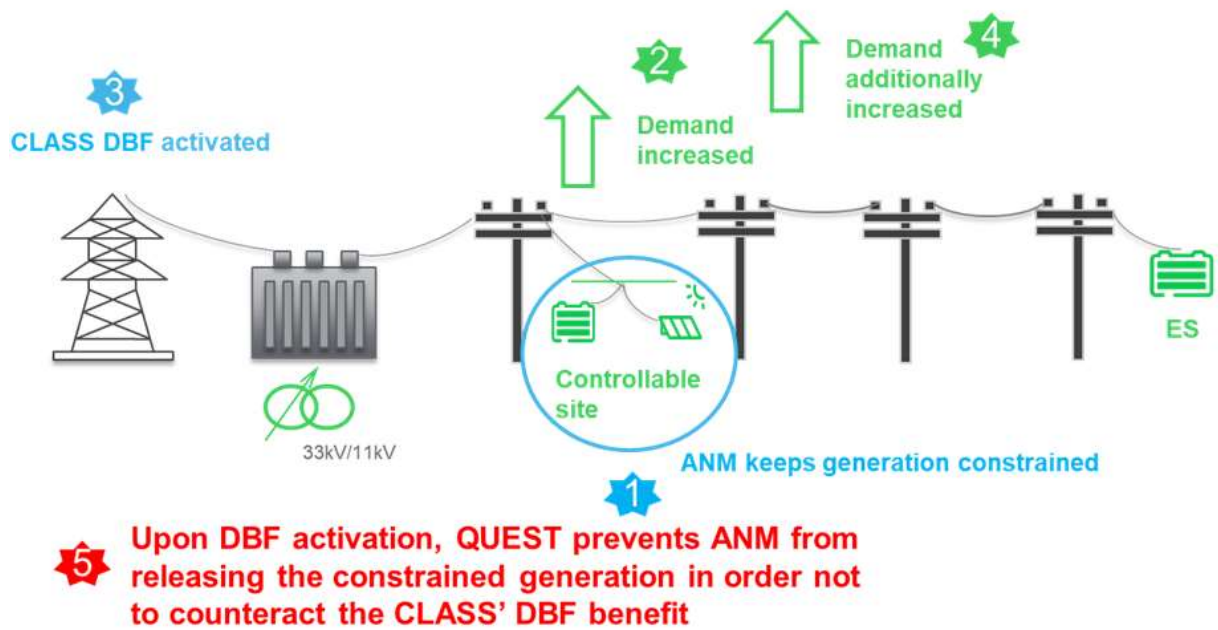 4
Demand
additionally
increased
2
Demand
increased
3
CLASS DBF activated
ES
Controllable
site
33kV/11kV
ANM keeps generation constrained
1
5
Upon DBF activation, QUEST prevents ANM from
releasing the constrained generation in order not
to counteract the CLASS’ DBF benefit